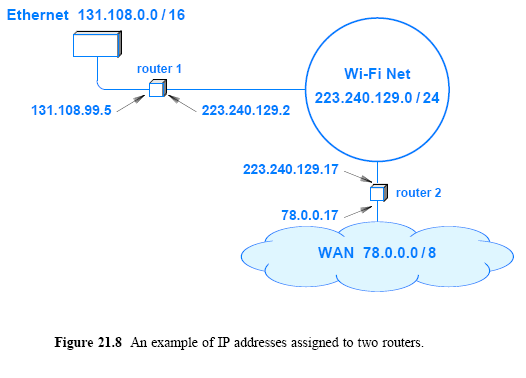 Ethernet 131.108.0.0 / 16
router 1
131.108.99.5
223.240.129.2
Wi-Fi Net
223.240.129.0 / 24
223.240.129.17
router 2
78.0.0.17
WAN 78.0.0.0 / 8
Figure 21.8 An example of IP addresses assigned to two routers.